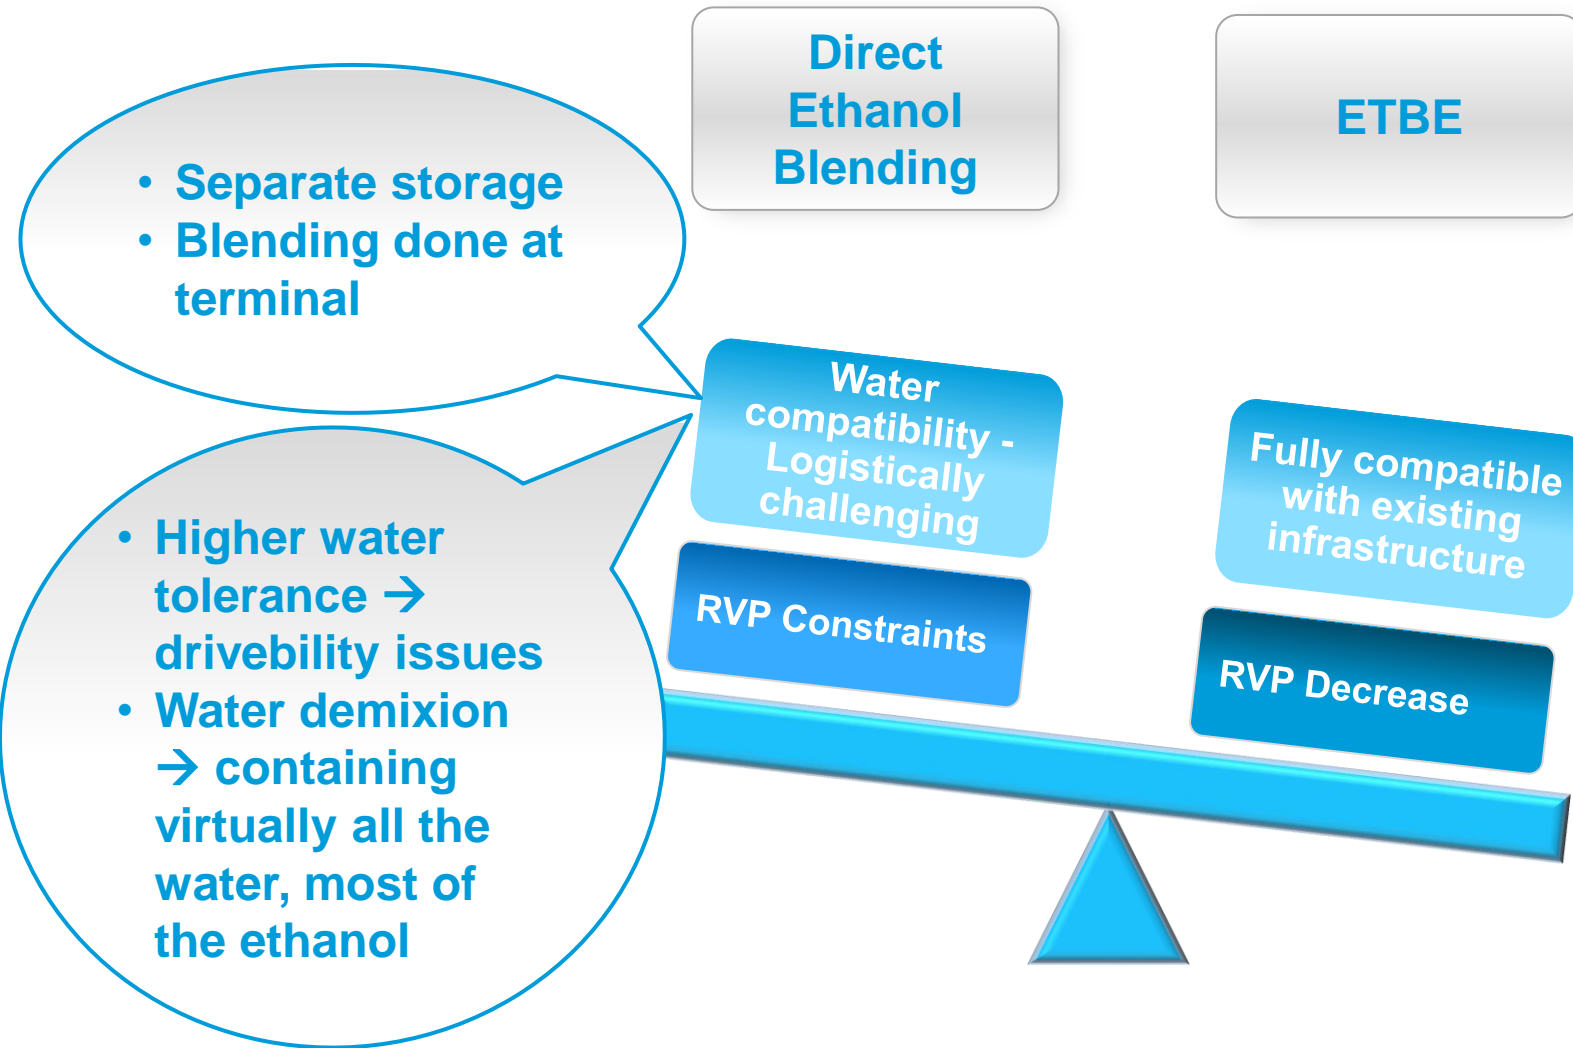 Direct
Ethanol
Blending
ETBE
• Separate storage
• Blending done at
terminal
Water
compatibility -
Logistically
challenging
Fully compatible
with existing
infrastructure
• Higher water
tolerance →
drivebility issues
• Water demixion
→ containing
virtually all the
water, most of
the ethanol
RVP Constraints
RVP Decrease